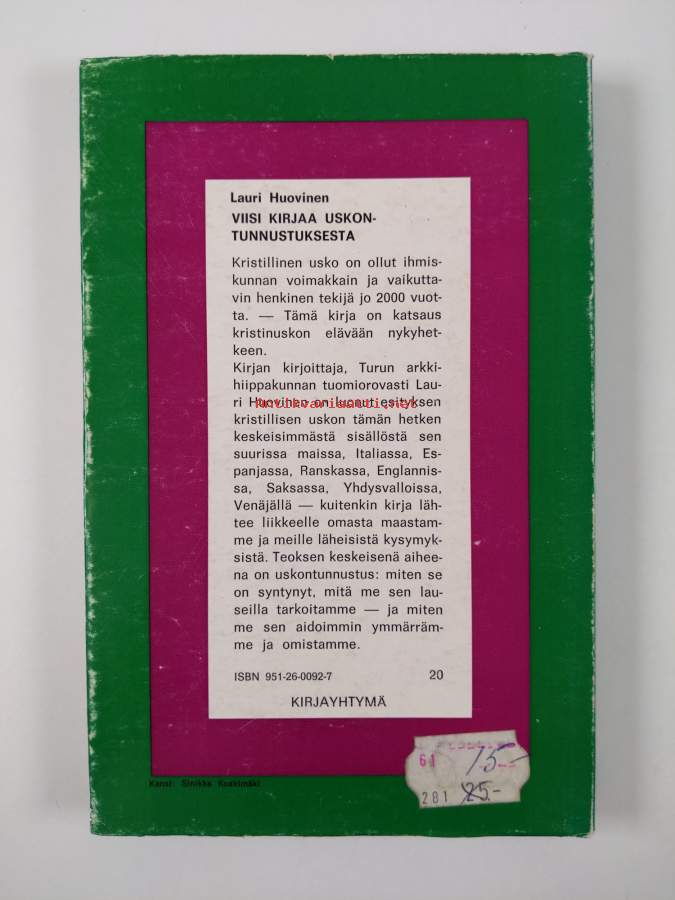 Lauri Huovinen
VIISI KIRJAA USKON-
TUNNUSTUKSESTA
Kristillinen usko on ollut ihmis-
kunnan voimakkain ja vaikutta-
vin henkinen tekijä jo 2000 vuot-
ta. — Tämä kirja on katsaus
kristinuskon elävään nykyhet-
keen.
Kirjan kirjoittaja, Turun arkki-
hiippakunnan tuomiorovasti Lau-
ri Huovinen on luonut esityksen
Antikvariaatti.net
kristillisen uskon tämän hetken
keskeisimmästä sisällöstä sen
suurissa maissa, Italiassa, Es-
panjassa, Ranskassa, Englannis-
sa, Saksassa, Yhdysvalloissa,
Venäjällä — kuitenkin kirja läh-
tee liikkeelle omasta maastam-
me ja meille läheisistä kysymyk-
sistä. Teoksen keskeisenä aihee-
na on uskontunnustus: miten se
on syntynyt, mitä me sen lau-
seilla tarkoitamme — ja miten
me sen aidoimmin ymmärräm-
me ja omistamme.
ISBN 951-26-0092-7 20
KIRJAYHTYMÄ
61 15-
281 25-
Kansi: Sinikka